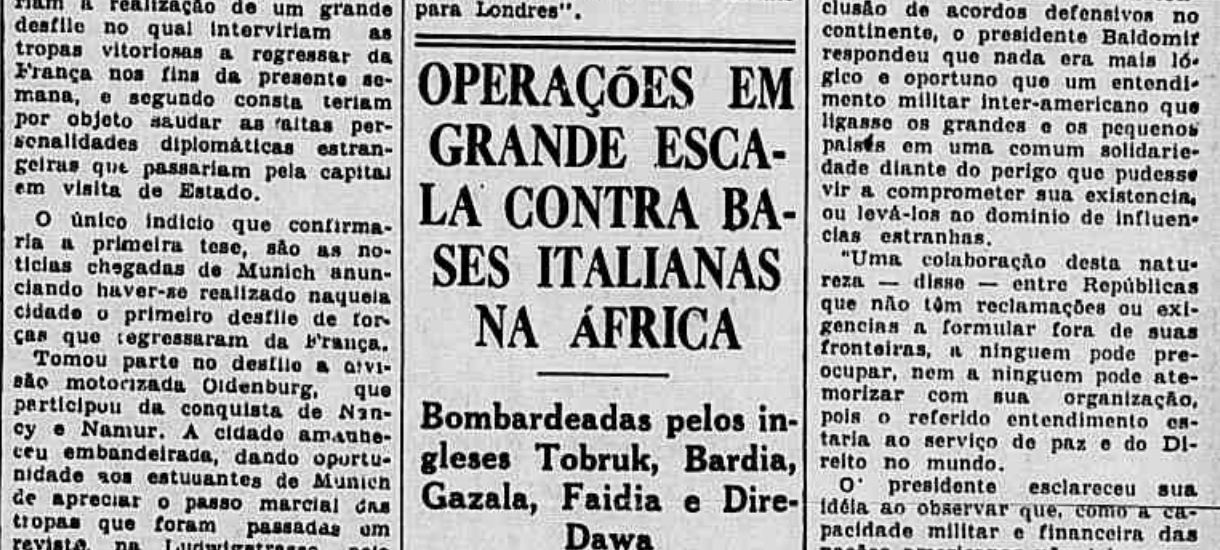 riam a realização de um grande
desfile no qual interviriam as
tropas vitoriosas a regressar da
França nos fins da presente se-
mana, e segundo consta teriam
por objeto saudar as altas per-
sonalidades diplomáticas estran-
geiras que passariam pela capital
em visita de Estado.
O único indicio que confirma-
ria a primeira tese, são as no-
ticias chegadas de Munich anun-
ciando haver-se realizado naquela
cidade o primeiro desfile de for-
ças que regressaram da França.
Tomou parte no desfile a divi-
são motorizada Oldenburg, que
participou da conquista de Nan-
cy e Namur. A cidade amanhe-
ceu embandeirada, dando oportu-
nidade aos estudantes de Munich
de apreciar o passo marcial das
tropas que foram passadas em
revista, na Ludwigstrasse, pelo
para Londres".
OPERAÇÕES EM
GRANDE ESCA-
LA CONTRA BA-
SES ITALIANAS
NA ÁFRICA
Bombardeadas pelos in-
gleses Tobruk, Bardia,
Gazala, Faidia e Dire-
Dawa
clusão de acordos defensivos no
continente, o presidente Baldomir
respondeu que nada era mais ló-
gico e oportuno que um entendi-
mento militar inter-americano que
ligasse os grandes e os pequenos
países em uma comum solidarie-
dade diante do perigo que pudesse
vir a comprometer sua existencia,
ou levá-los ao dominio de influen-
cias estranhas.
"Uma colaboração desta natu-
reza — disse — entre Repúblicas
que não têm reclamações ou exi-
gencias a formular fora de suas
fronteiras, a ninguem pode pre-
ocupar, nem a ninguem pode ate-
morizar com sua organização,
pois o referido entendimento es-
taria ao serviço de paz e do Di-
reito no mundo.
O presidente esclareceu sua
idéia ao observar que, como a ca-
pacidade militar e financeira das